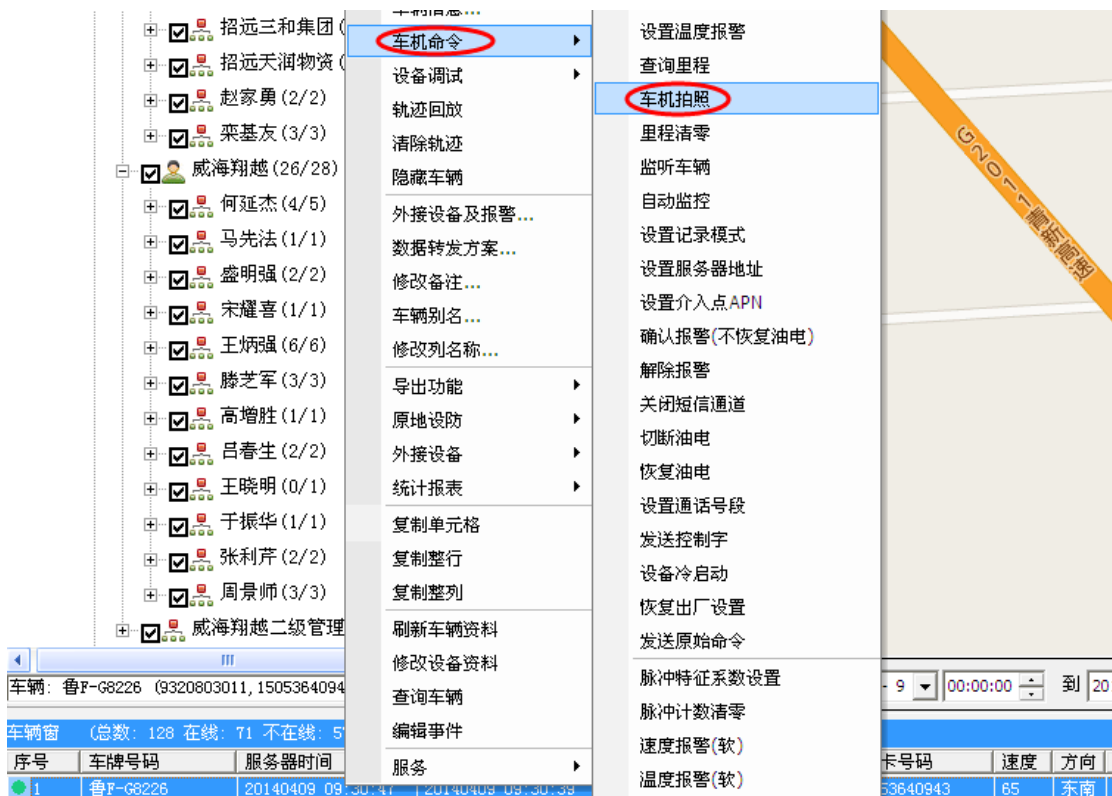 招远三和集团(
招远天润物资(
赵家勇(2/2)
栾基友(3/3)
威海翔越(26/28)
何延杰(4/5)
马先法(1/1)
盛明强(2/2)
宋耀喜(1/1)
王炳强(6/6)
滕芝军(3/3)
高增胜(1/1)
吕春生(2/2)
王晓明(0/1)
于振华(1/1)
张利芹(2/2)
周景师(3/3)
威海翔越二级管理
车辆信息...
车机命令
设备调试
轨迹回放
清除轨迹
隐藏车辆
外接设备及报警...
数据转发方案...
修改备注...
车辆别名...
修改列名称...
导出功能
原地设防
外接设备
统计报表
复制单元格
复制整行
复制整列
刷新车辆资料
修改设备资料
查询车辆
编辑事件
服务
设置温度报警
查询里程
车机拍照
里程清零
监听车辆
自动监控
设置记录模式
设置服务器地址
设置介入点APN
确认报警(不恢复油电)
解除报警
关闭短信通道
切断油电
恢复油电
设置通话号段
发送控制字
设备冷启动
恢复出厂设置
发送原始命令
脉冲特征系数设置
脉冲计数清零
速度报警(软)
温度报警(软)
G2011青新高速
车辆: 鲁F-G8226 (9320803011,1505364094
- 9 00:00:00 到 20
车辆窗 (总数: 128 在线: 71 不在线: 5
序号 车牌号码 服务器时间 卡号码 速度 方向
1 鲁F-G8226 20140409 09:30:47 20140409 09:30:39 53640943 65 东南